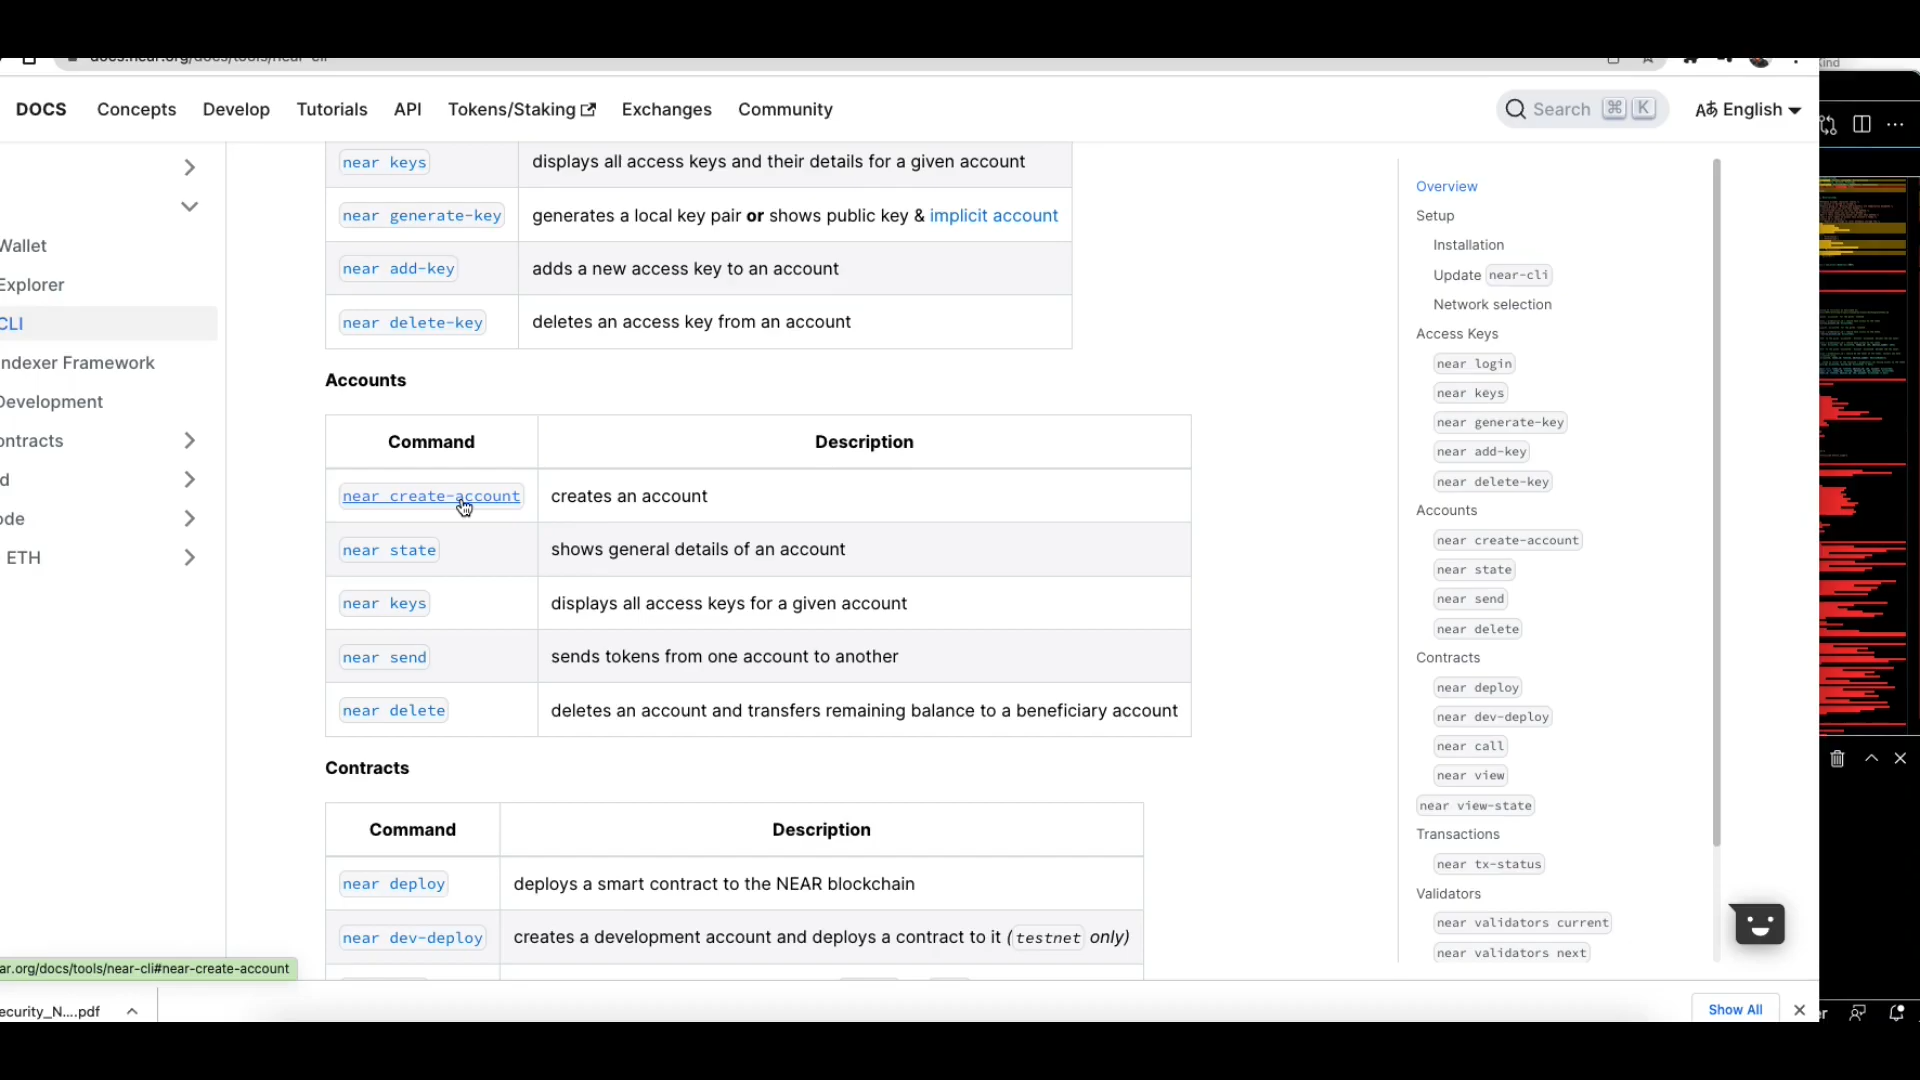 docs.near.org/docs/tools/near-cli
DOCS Concepts Develop Tutorials API Tokens/Staking Exchanges Community
Search ⌘ K
English
Wallet
Explorer
CLI
ndexer Framework
Development
ontracts
d
ode
ETH
near keys displays all access keys and their details for a given account
near generate-key generates a local key pair or shows public key & implicit account
near add-key adds a new access key to an account
near delete-key deletes an access key from an account
Accounts
Command Description
near create-account creates an account
near state shows general details of an account
near keys displays all access keys for a given account
near send sends tokens from one account to another
near delete deletes an account and transfers remaining balance to a beneficiary account
Contracts
Command Description
near deploy deploys a smart contract to the NEAR blockchain
near dev-deploy creates a development account and deploys a contract to it (testnet only)
Overview
Setup
Installation
Update near-cli
Network selection
Access Keys
near login
near keys
near generate-key
near add-key
near delete-key
Accounts
near create-account
near state
near send
near delete
Contracts
near deploy
near dev-deploy
near call
near view
near view-state
Transactions
near tx-status
Validators
near validators current
near validators next
ar.org/docs/tools/near-cli#near-create-account
ecurity_N....pdf
Show All